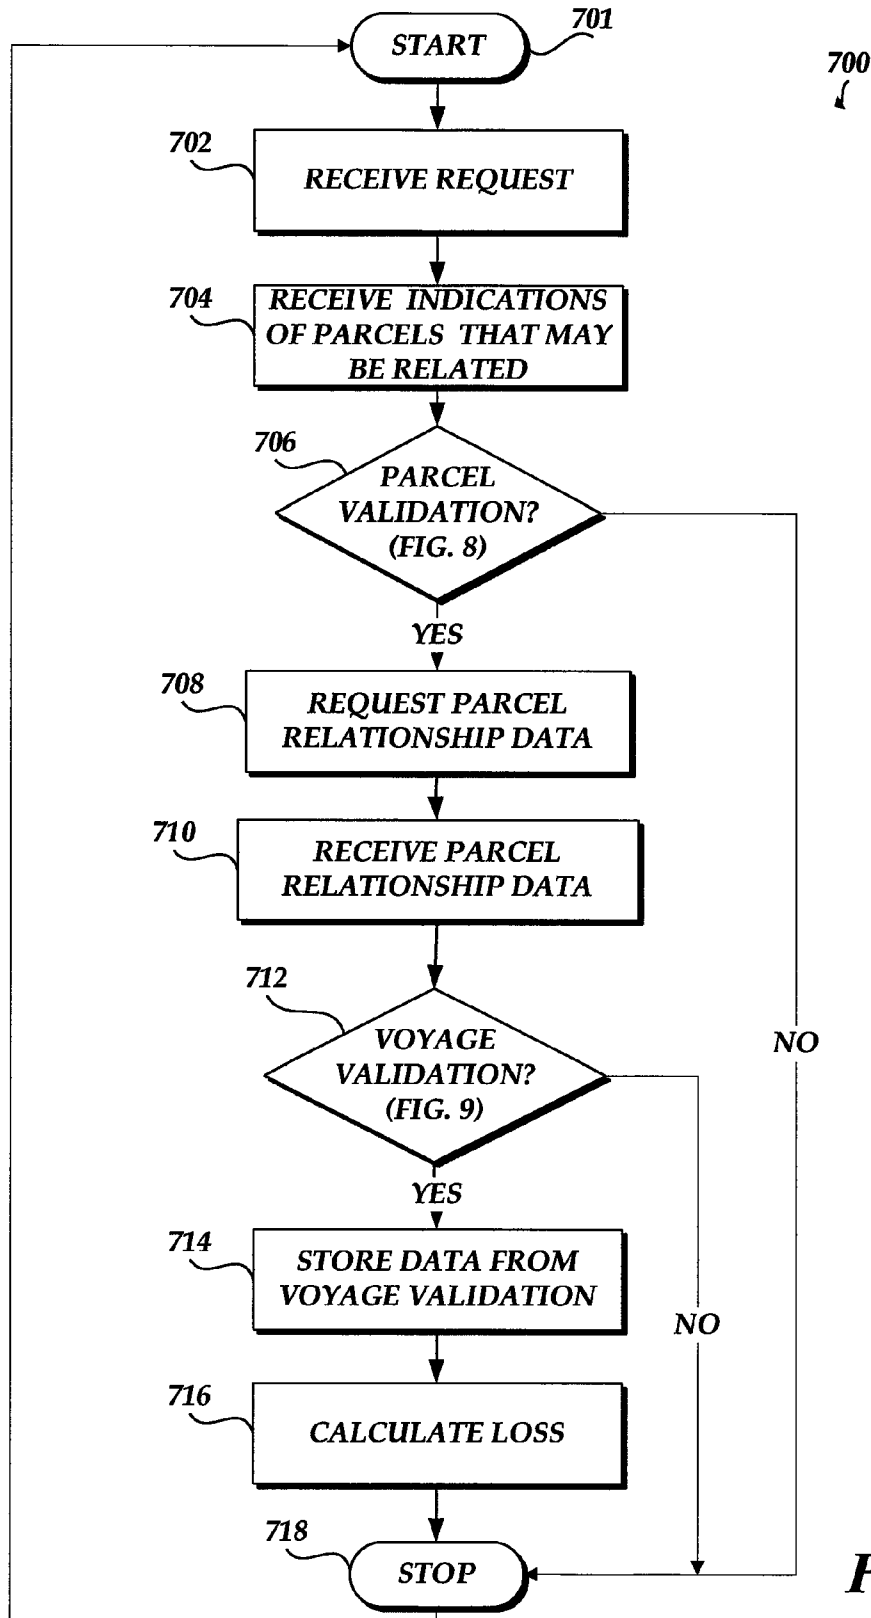 START
701
700
702
RECEIVE REQUEST
704
RECEIVE INDICATIONS
OF PARCELS THAT MAY
BE RELATED
706
PARCEL
VALIDATION?
(FIG. 8)
YES
708
REQUEST PARCEL
RELATIONSHIP DATA
710
RECEIVE PARCEL
RELATIONSHIP DATA
712
VOYAGE
VALIDATION?
(FIG. 9)
NO
YES
714
STORE DATA FROM
VOYAGE VALIDATION
NO
716
CALCULATE LOSS
718
STOP